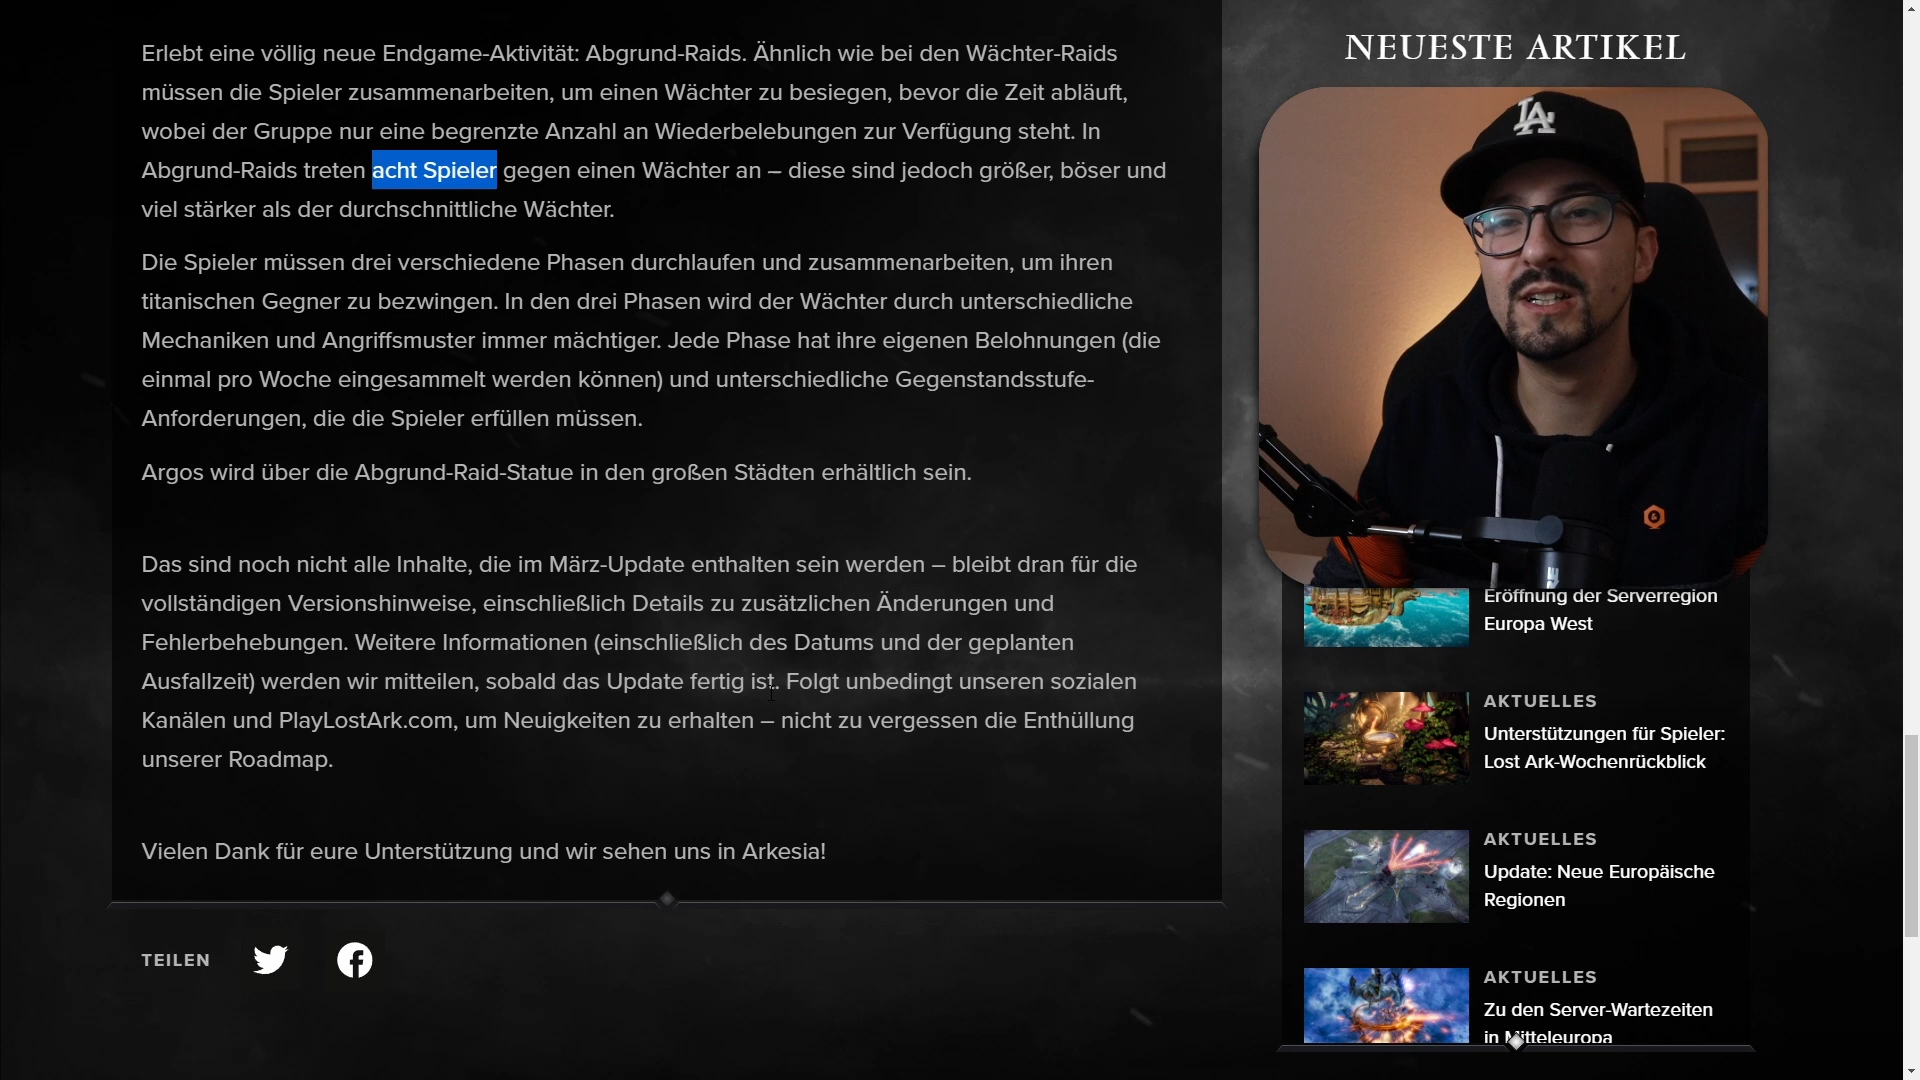 Erlebt eine völlig neue Endgame-Aktivität: Abgrund-Raids. Ähnlich wie bei den Wächter-Raids
müssen die Spieler zusammenarbeiten, um einen Wächter zu besiegen, bevor die Zeit abläuft,
wobei der Gruppe nur eine begrenzte Anzahl an Wiederbelebungen zur Verfügung steht. In
Abgrund-Raids treten acht Spieler gegen einen Wächter an – diese sind jedoch größer, böser und
viel stärker als der durchschnittliche Wächter.
Die Spieler müssen drei verschiedene Phasen durchlaufen und zusammenarbeiten, um ihren
titanischen Gegner zu bezwingen. In den drei Phasen wird der Wächter durch unterschiedliche
Mechaniken und Angriffsmuster immer mächtiger. Jede Phase hat ihre eigenen Belohnungen (die
einmal pro Woche eingesammelt werden können) und unterschiedliche Gegenstandsstufe-
Anforderungen, die die Spieler erfüllen müssen.
Argos wird über die Abgrund-Raid-Statue in den großen Städten erhältlich sein.
Das sind noch nicht alle Inhalte, die im März-Update enthalten sein werden – bleibt dran für die
vollständigen Versionshinweise, einschließlich Details zu zusätzlichen Änderungen und
Fehlerbehebungen. Weitere Informationen (einschließlich des Datums und der geplanten
Ausfallzeit) werden wir mitteilen, sobald das Update fertig ist. Folgt unbedingt unseren sozialen
Kanälen und PlayLostArk.com, um Neuigkeiten zu erhalten – nicht zu vergessen die Enthüllung
unserer Roadmap.
Vielen Dank für eure Unterstützung und wir sehen uns in Arkesia!
TEILEN
NEUESTE ARTIKEL
LA
Eröffnung der Serverregion
Europa West
AKTUELLES
Unterstützungen für Spieler:
Lost Ark-Wochenrückblick
AKTUELLES
Update: Neue Europäische
Regionen
AKTUELLES
Zu den Server-Wartezeiten
in Mitteleuropa